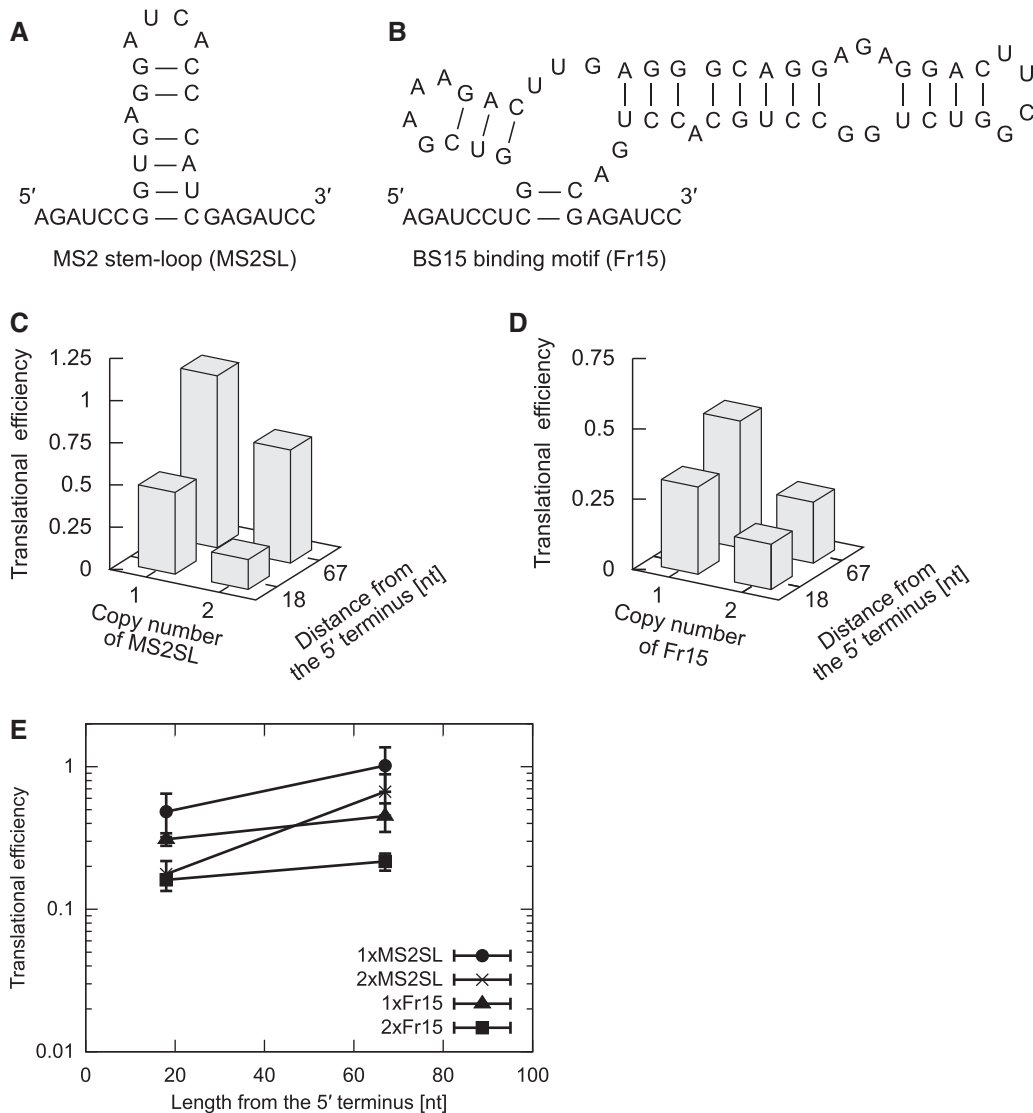 A
U C
A A
G — C
G — C
A
G — C
U — A
G — U
5′ 3′
AGAUCCG — CGAGAUCC
MS2 stem-loop (MS2SL)
B
A A A G A C U U G A G G G C A G G A G A G G A C U U C G
A G C U G U C C A C G U C C G G U C U G
G A
G — C
5′ 3′
AGAUCCUC — GAGAUCC
BS15 binding motif (Fr15)
C
Translational efficiency
1.25
1
0.75
0.5
0.25
0
1
2
18
67
Copy number
of MS2SL
Distance from
the 5′ terminus [nt]
D
Translational efficiency
0.75
0.5
0.25
0
1
2
18
67
Copy number
of Fr15
Distance from
the 5′ terminus [nt]
E
Translational efficiency
1
0.1
0.01
1xMS2SL
2xMS2SL
1xFr15
2xFr15
0 20 40 60 80 100
Length from the 5′ terminus [nt]